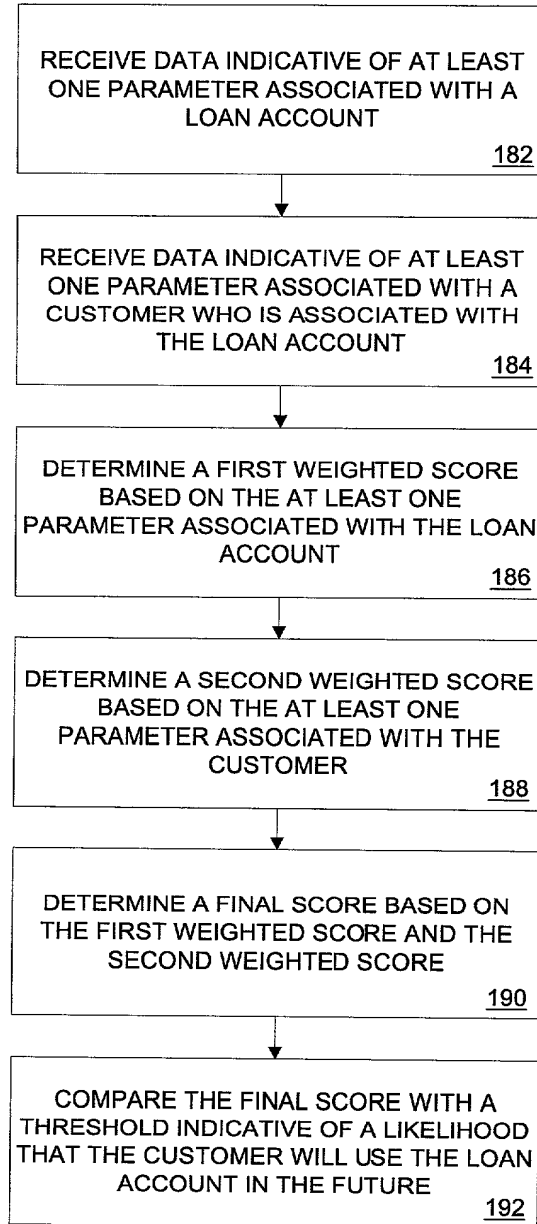 RECEIVE DATA INDICATIVE OF AT LEAST
ONE PARAMETER ASSOCIATED WITH A
LOAN ACCOUNT
182
RECEIVE DATA INDICATIVE OF AT LEAST
ONE PARAMETER ASSOCIATED WITH A
CUSTOMER WHO IS ASSOCIATED WITH
THE LOAN ACCOUNT
184
DETERMINE A FIRST WEIGHTED SCORE
BASED ON THE AT LEAST ONE
PARAMETER ASSOCIATED WITH THE LOAN
ACCOUNT
186
DETERMINE A SECOND WEIGHTED SCORE
BASED ON THE AT LEAST ONE
PARAMETER ASSOCIATED WITH THE
CUSTOMER
188
DETERMINE A FINAL SCORE BASED ON
THE FIRST WEIGHTED SCORE AND THE
SECOND WEIGHTED SCORE
190
COMPARE THE FINAL SCORE WITH A
THRESHOLD INDICATIVE OF A LIKELIHOOD
THAT THE CUSTOMER WILL USE THE LOAN
ACCOUNT IN THE FUTURE
192